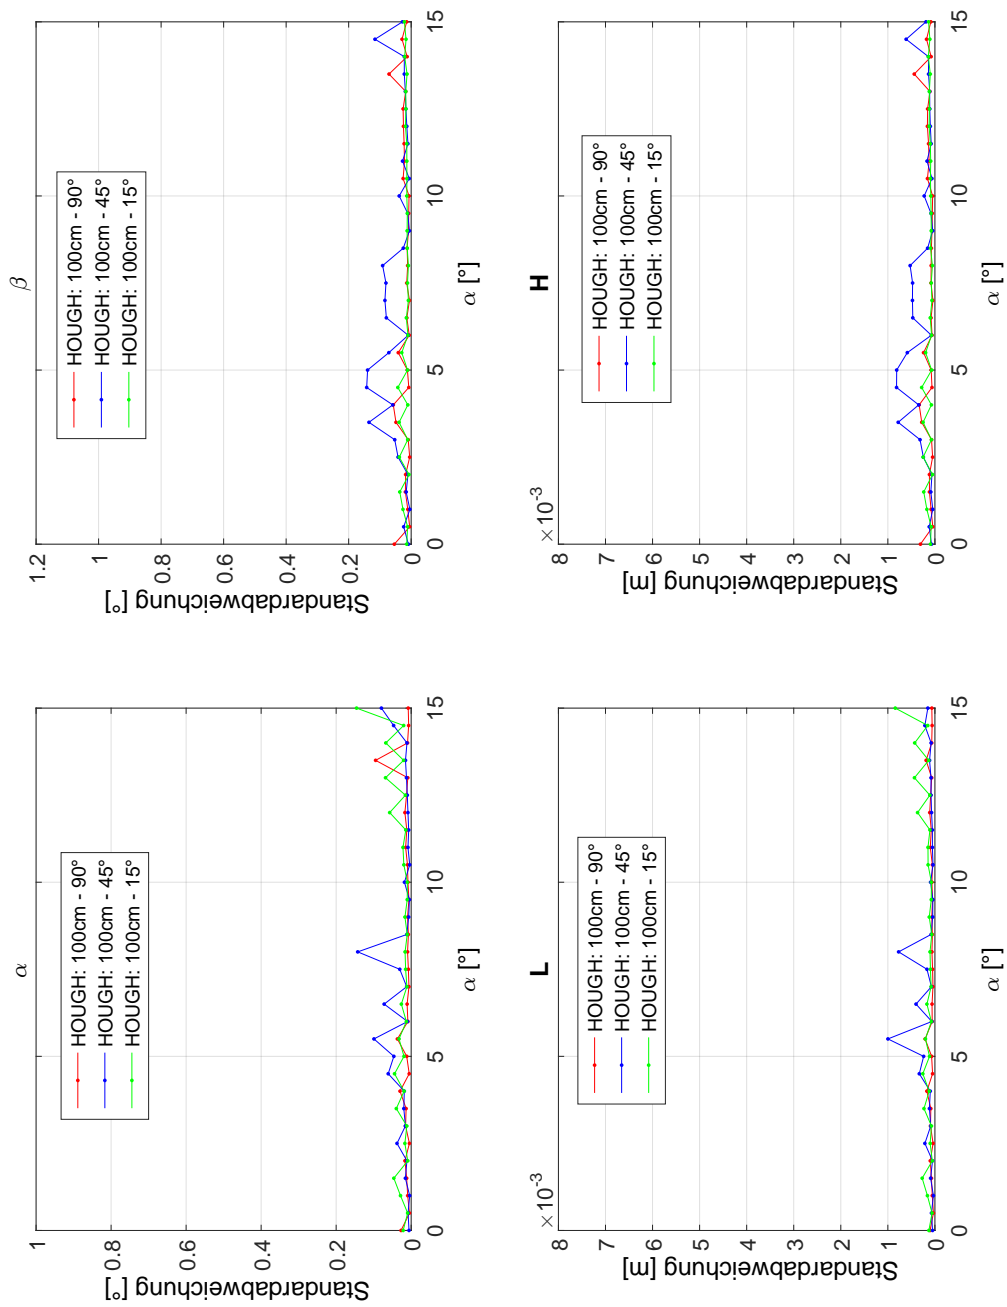 α
Standardabweichung [°]
1
0.8
0.6
0.4
0.2
0
0
5
10
15
α [°]
HOUGH: 100cm - 90°
HOUGH: 100cm - 45°
HOUGH: 100cm - 15°
β
Standardabweichung [°]
1.2
1
0.8
0.6
0.4
0.2
0
0
5
10
15
α [°]
HOUGH: 100cm - 90°
HOUGH: 100cm - 45°
HOUGH: 100cm - 15°
L
×10⁻³
Standardabweichung [m]
8
7
6
5
4
3
2
1
0
0
5
10
15
α [°]
HOUGH: 100cm - 90°
HOUGH: 100cm - 45°
HOUGH: 100cm - 15°
H
×10⁻³
Standardabweichung [m]
8
7
6
5
4
3
2
1
0
0
5
10
15
α [°]
HOUGH: 100cm - 90°
HOUGH: 100cm - 45°
HOUGH: 100cm - 15°